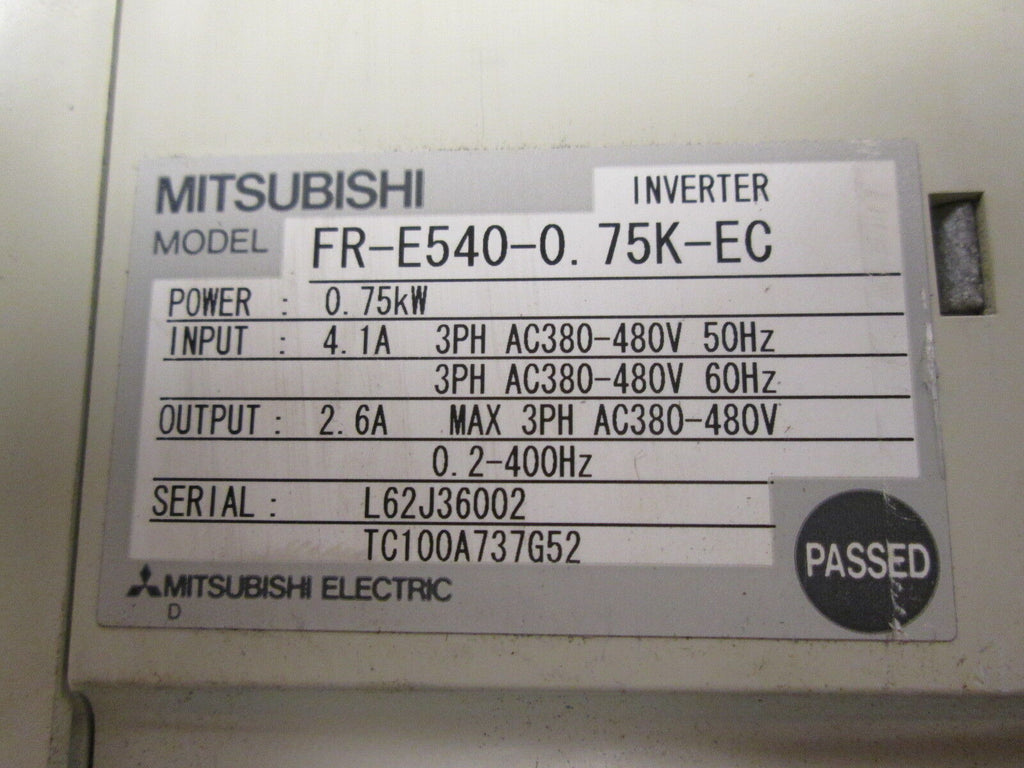 MITSUBISHI INVERTER
MODEL FR-E540-0.75K-EC
POWER : 0.75kW
INPUT : 4.1A 3PH AC380-480V 50Hz
3PH AC380-480V 60Hz
OUTPUT : 2.6A MAX 3PH AC380-480V
0.2-400Hz
SERIAL : L62J36002
TC100A737G52
PASSED
MITSUBISHI ELECTRIC
D